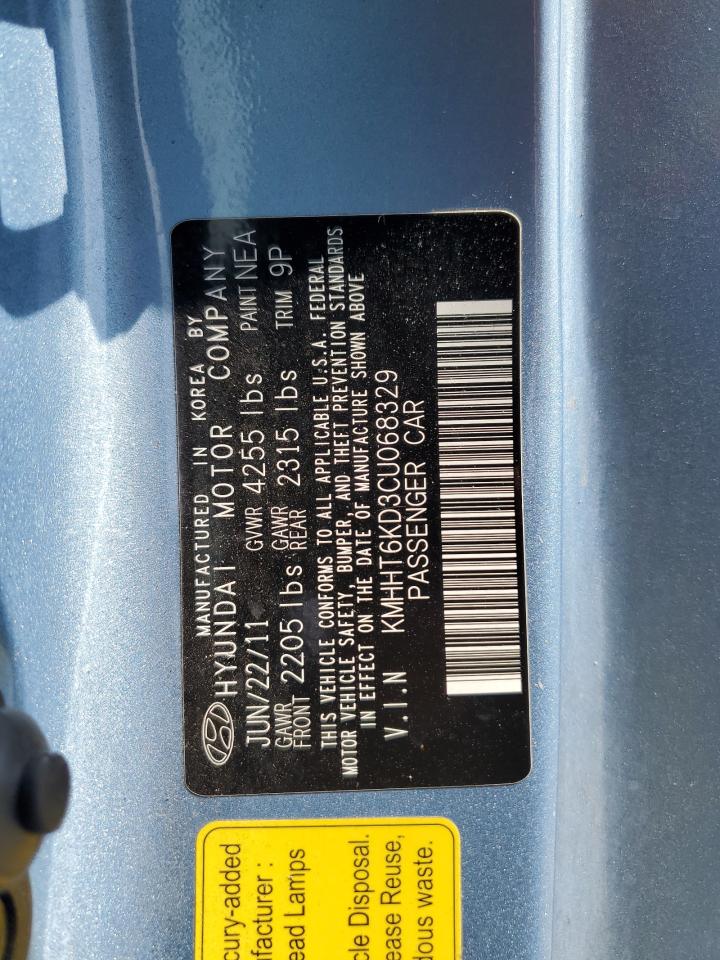 MANUFACTURED IN KOREA BY
HYUNDAI MOTOR COMPANY
JUN/22/11 GVWR 4255 lbs PAINT NEA
GAWR FRONT 2205 lbs GAWR REAR 2315 lbs TRIM 9P
THIS VEHICLE CONFORMS TO ALL APPLICABLE U.S.A. FEDERAL
MOTOR VEHICLE SAFETY, BUMPER, AND THEFT PREVENTION STANDARDS
IN EFFECT ON THE DATE OF MANUFACTURE SHOWN ABOVE
V.I.N KMHHT6KD3CU068329
PASSENGER CAR
cury-added
facturer :
ead Lamps
le Disposal.
ease Reuse,
dous waste.